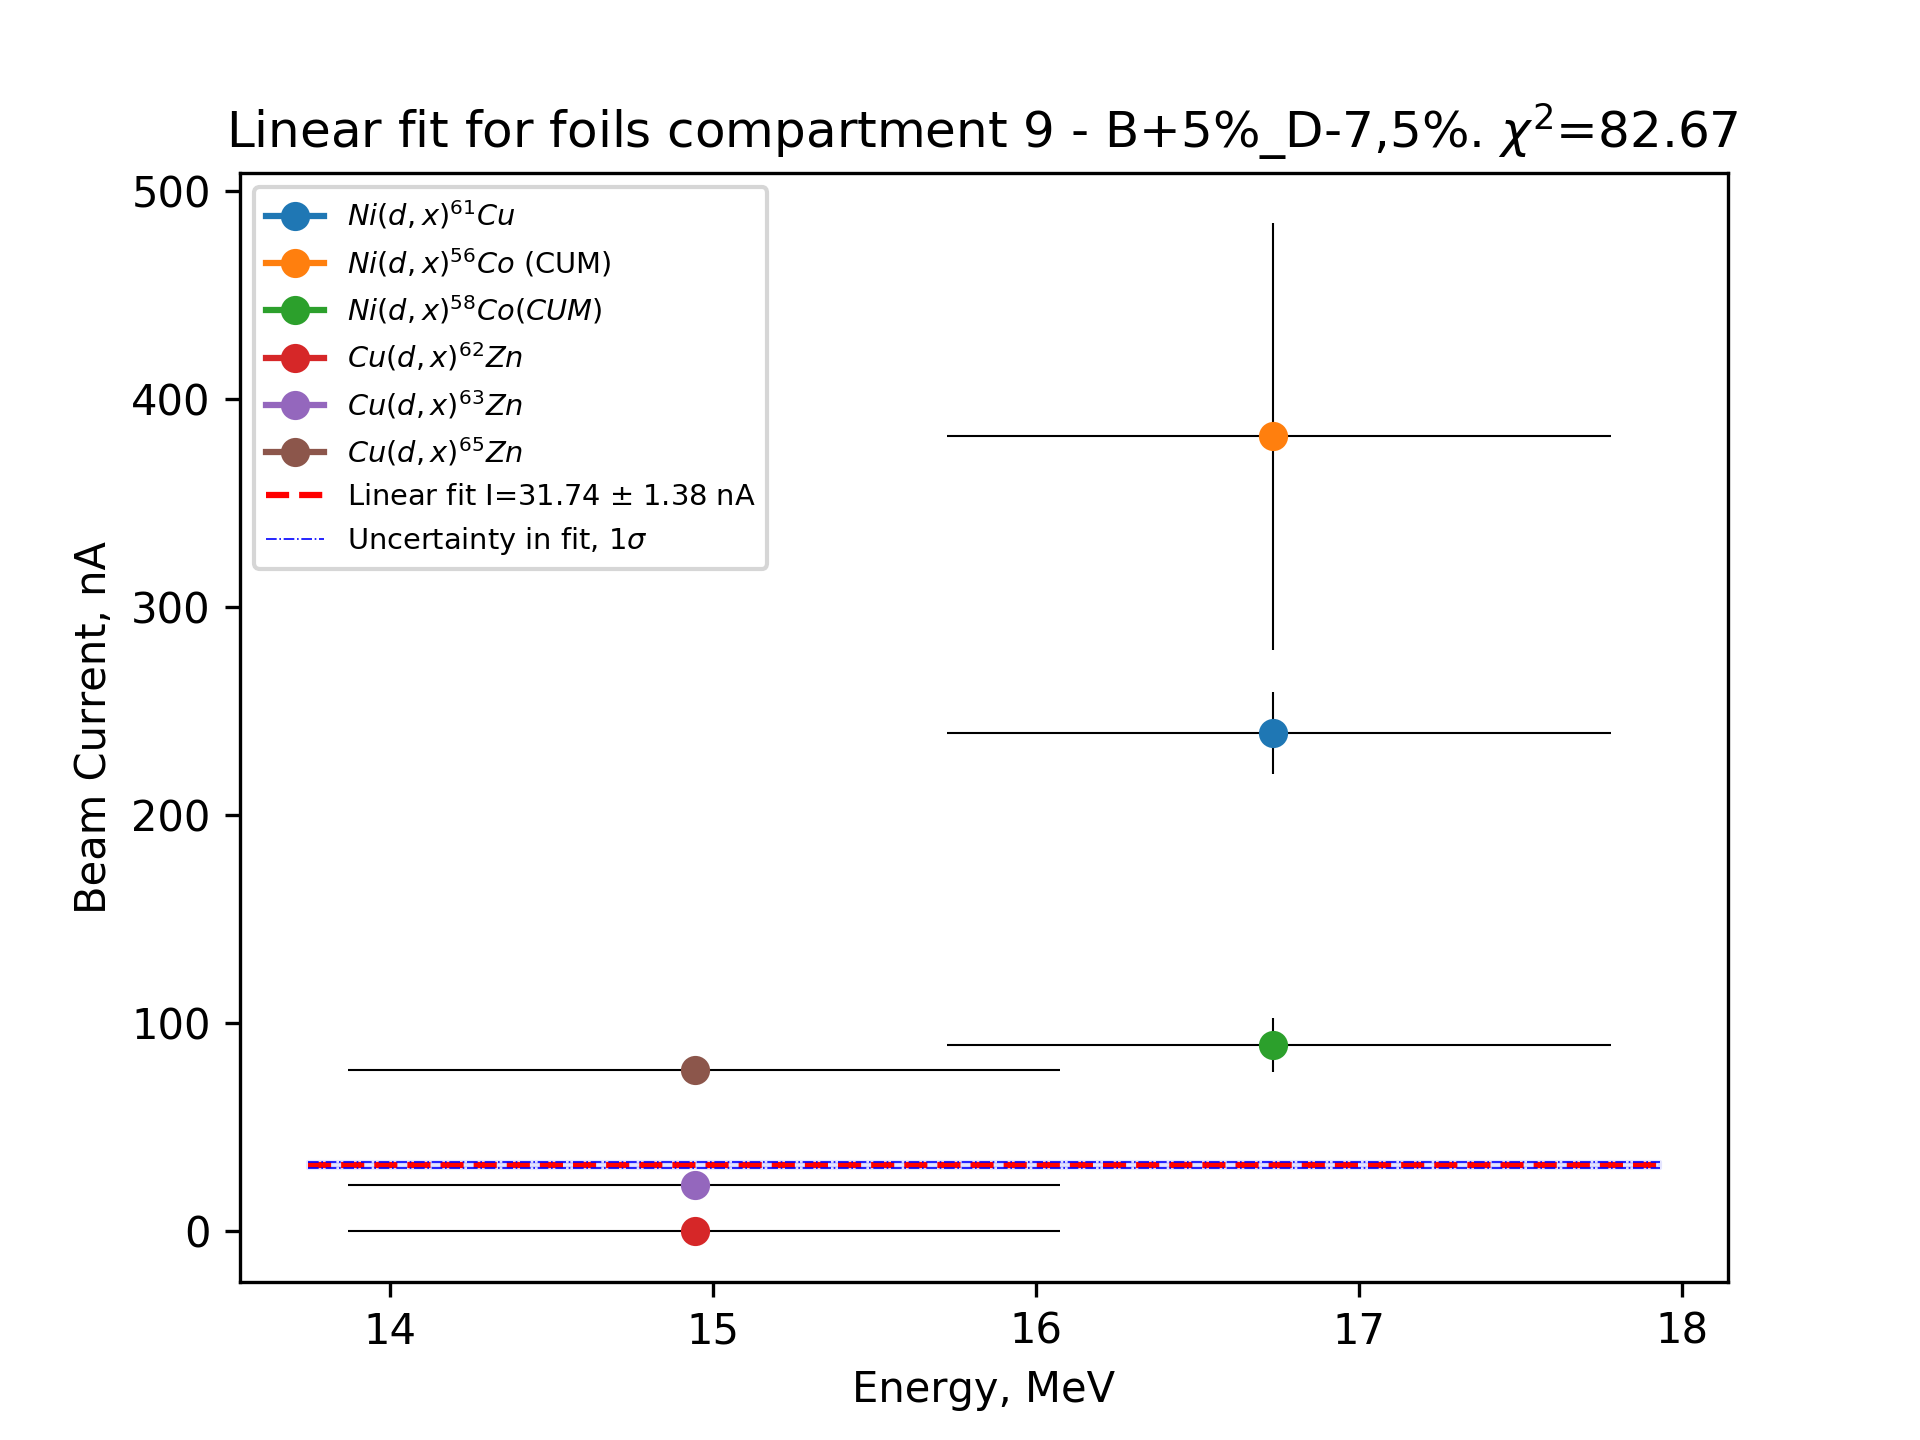 Linear fit for foils compartment 9 - B+5%_D-7,5%. χ²=82.67
500
400
300
200
100
0
Beam Current, nA
Ni(d, x)⁶¹Cu
Ni(d, x)⁵⁶Co (CUM)
Ni(d, x)⁵⁸Co(CUM)
Cu(d, x)⁶²Zn
Cu(d, x)⁶³Zn
Cu(d, x)⁶⁵Zn
Linear fit I=31.74 ± 1.38 nA
Uncertainty in fit, 1σ
14 15 16 17 18
Energy, MeV